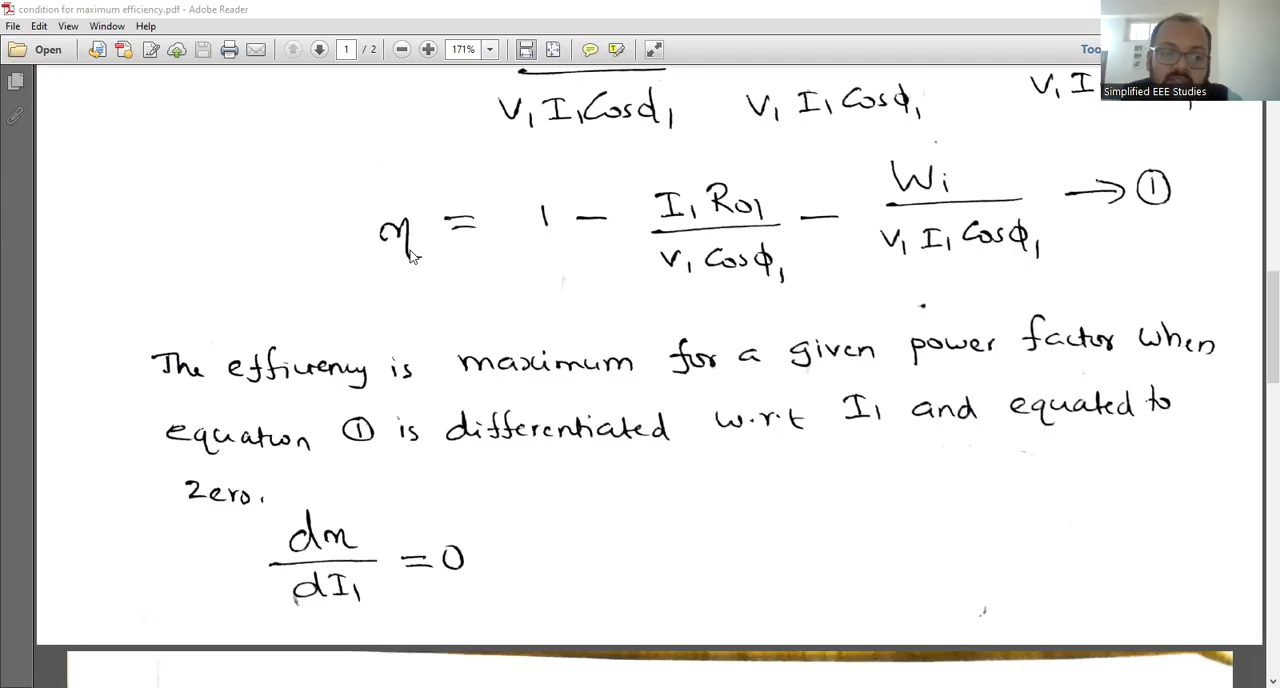 condition for maximum efficiency.pdf - Adobe Reader
File Edit View Window Help
Open 1 / 2 171% Too
Simplified EEE Studies
V₁ I₁ Cosϕ₁ V₁ I₁ Cosϕ₁ V₁ I
η = 1 - I₁ R₀₁ / V₁ Cosϕ₁ - Wi / V₁ I₁ Cosϕ₁ → ①
The efficiency is maximum for a given power factor when
equation ① is differentiated w.r.t I₁ and equated to
Zero.
dη / dI₁ = 0